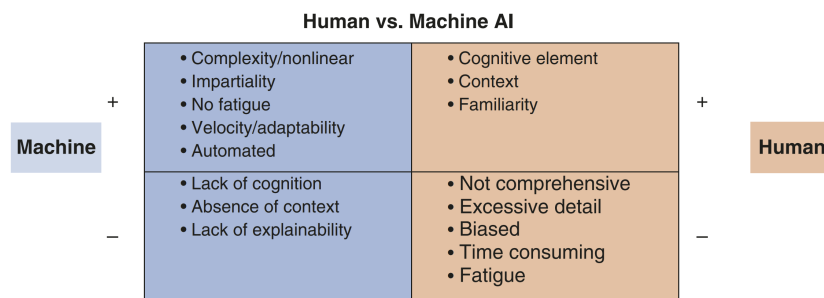 Human vs. Machine AI
+
Machine
–
• Complexity/nonlinear
• Impartiality
• No fatigue
• Velocity/adaptability
• Automated
• Cognitive element
• Context
• Familiarity
• Lack of cognition
• Absence of context
• Lack of explainability
• Not comprehensive
• Excessive detail
• Biased
• Time consuming
• Fatigue
+
Human
–